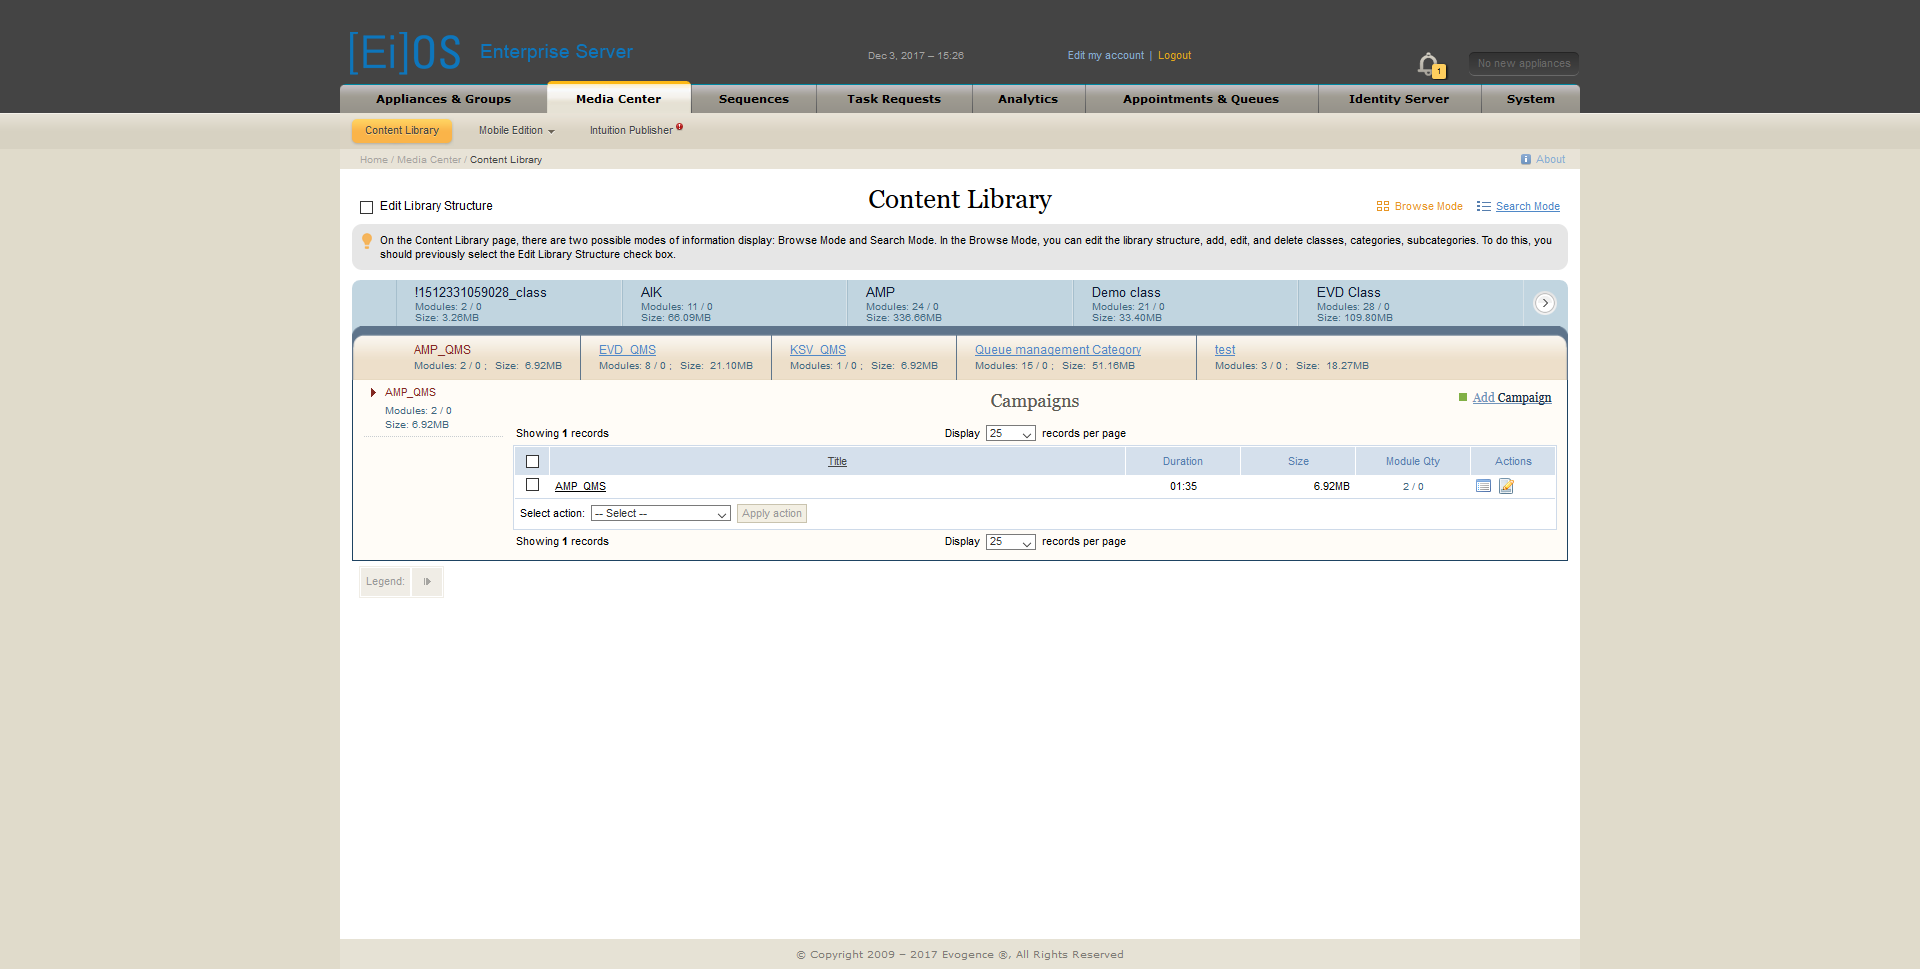 [Ei]OS Enterprise Server
Dec 3, 2017 – 15:26
Edit my account | Logout
1
No new appliances
Appliances & Groups
Media Center
Sequences
Task Requests
Analytics
Appointments & Queues
Identity Server
System
Content Library
Mobile Edition
Intuition Publisher
Home / Media Center / Content Library
About
Edit Library Structure
Content Library
Browse Mode
Search Mode
On the Content Library page, there are two possible modes of information display: Browse Mode and Search Mode. In the Browse Mode, you can edit the library structure, add, edit, and delete classes, categories, subcategories. To do this, you
should previously select the Edit Library Structure check box.
!1512331059028_class
Modules: 2 / 0
Size: 3.26MB
AIK
Modules: 11 / 0
Size: 66.09MB
AMP
Modules: 24 / 0
Size: 336.66MB
Demo class
Modules: 21 / 0
Size: 33.40MB
EVD Class
Modules: 28 / 0
Size: 109.80MB
AMP_QMS
Modules: 2 / 0 ; Size: 6.92MB
EVD_QMS
Modules: 8 / 0 ; Size: 21.10MB
KSV_QMS
Modules: 1 / 0 ; Size: 6.92MB
Queue management Category
Modules: 15 / 0 ; Size: 51.16MB
test
Modules: 3 / 0 ; Size: 18.27MB
AMP_QMS
Modules: 2 / 0
Size: 6.92MB
Campaigns
Add Campaign
Showing 1 records
Display 25 records per page
Title Duration Size Module Qty Actions
AMP_QMS 01:35 6.92MB 2 / 0
Select action: -- Select -- Apply action
Showing 1 records
Display 25 records per page
Legend:
© Copyright 2009 – 2017 Evogence ®, All Rights Reserved